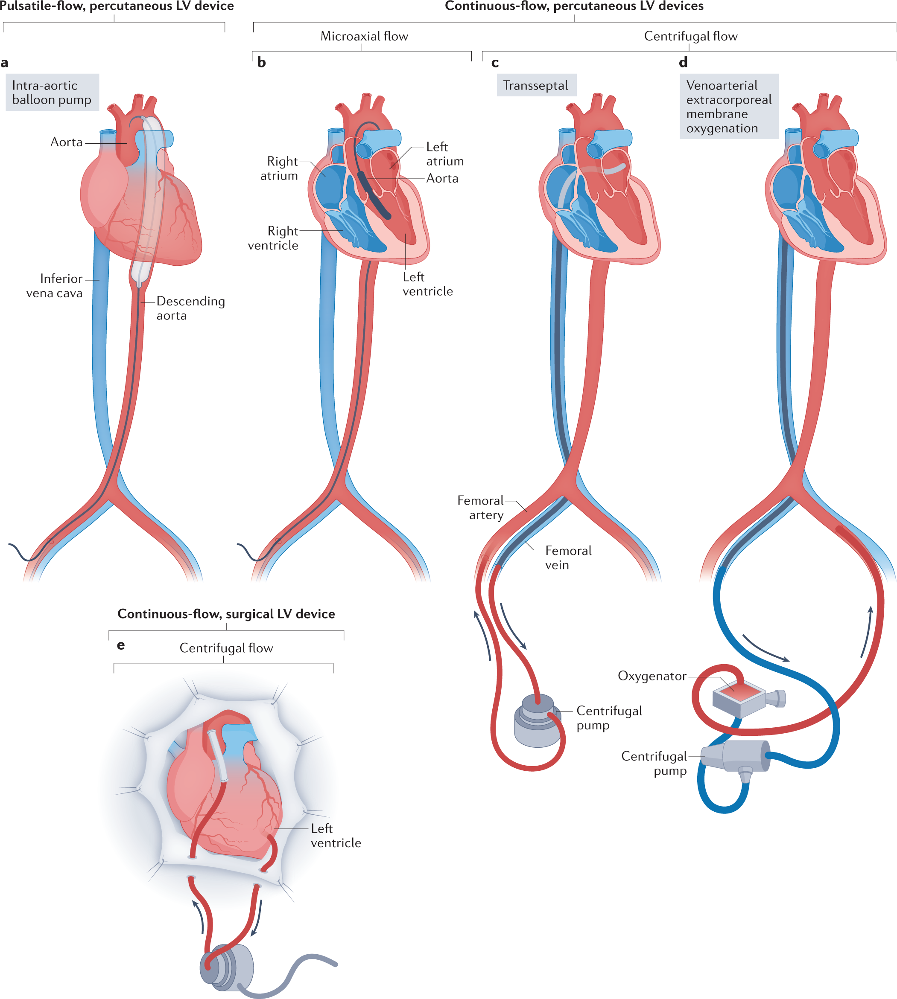 Pulsatile-flow, percutaneous LV device
Continuous-flow, percutaneous LV devices
Microaxial flow
Centrifugal flow
a
Intra-aortic
balloon pump
Aorta
Inferior
vena cava
Descending
aorta
b
Right
atrium
Left
atrium
Aorta
Right
ventricle
Left
ventricle
c
Transseptal
Femoral
artery
Femoral
vein
Centrifugal
pump
d
Venoarterial
extracorporeal
membrane
oxygenation
Oxygenator
Centrifugal
pump
Continuous-flow, surgical LV device
e
Centrifugal flow
Left
ventricle